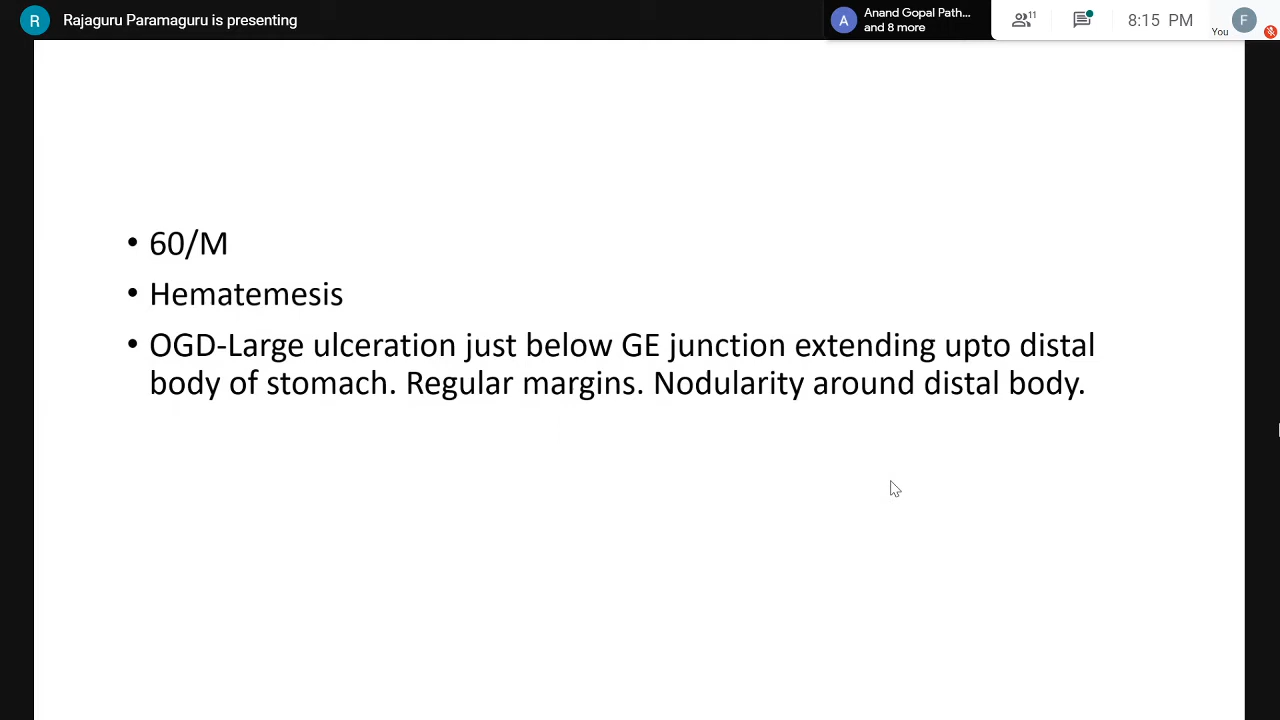 R Rajaguru Paramaguru is presenting
A Anand Gopal Path...
and 8 more
11
8:15 PM
You
F
• 60/M
• Hematemesis
• OGD-Large ulceration just below GE junction extending upto distal
body of stomach. Regular margins. Nodularity around distal body.